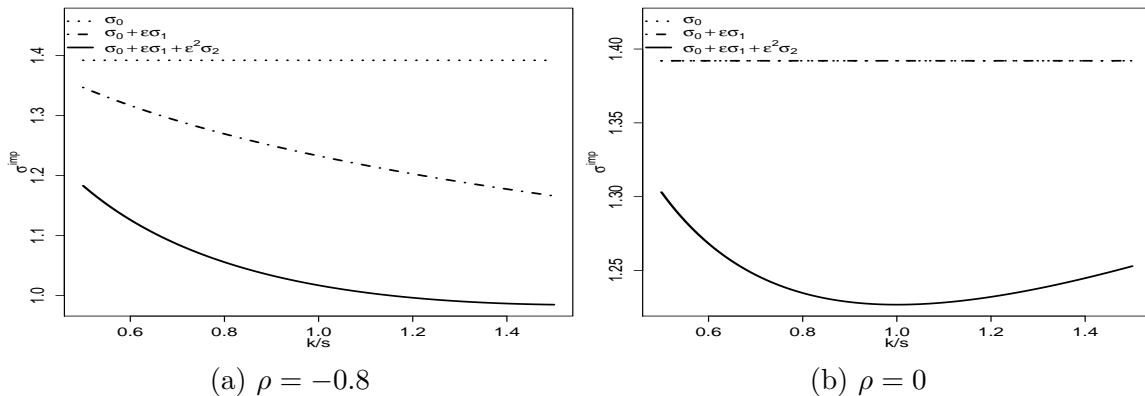 σ₀
σ₀ + εσ₁
σ₀ + εσ₁ + ε²σ₂
1.4
1.3
1.2
1.1
1.0
σ^imp
0.6 0.8 1.0 1.2 1.4
k/s
(a) ρ = −0.8
σ₀
σ₀ + εσ₁
σ₀ + εσ₁ + ε²σ₂
1.40
1.35
1.30
1.25
σ^imp
0.6 0.8 1.0 1.2 1.4
k/s
(b) ρ = 0